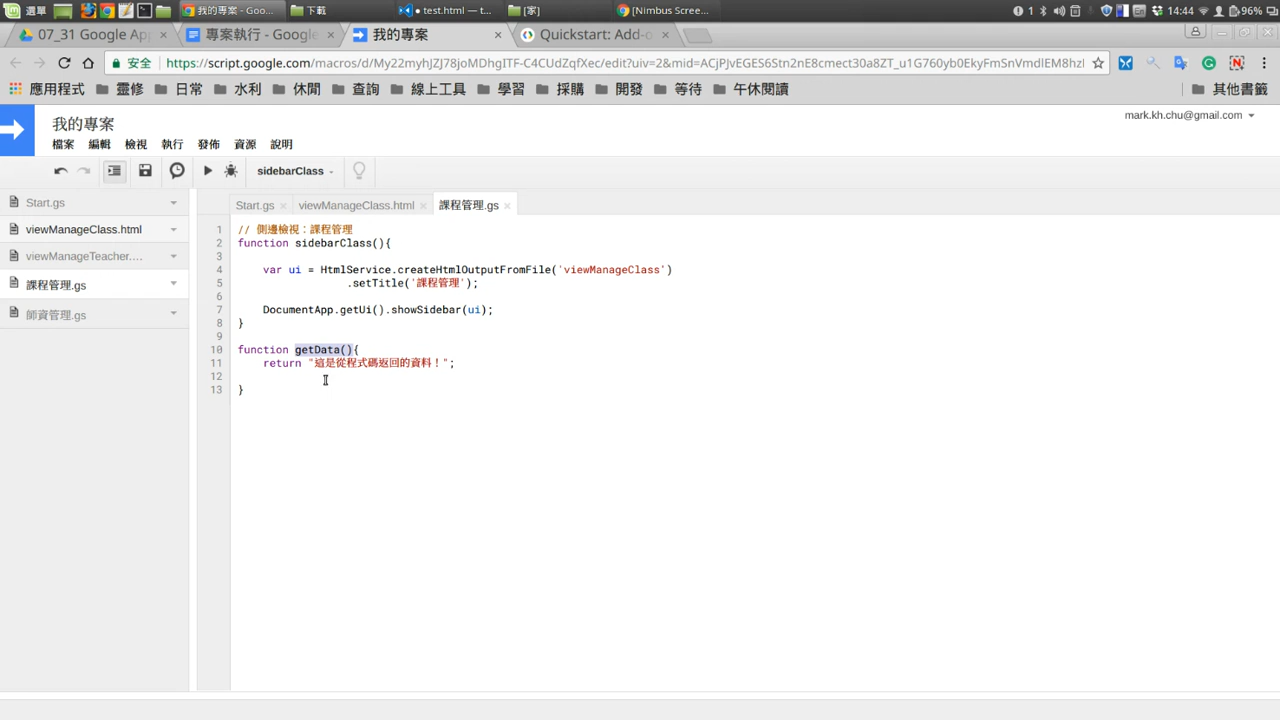 選單 我的專案 - Goo... 下載 • test.html — t... [家] [Nimbus Scree... 1 14:44 96%
07_31 Google Ap × 專案執行 - Google × 我的專案 × Quickstart: Add-o ×
安全 https://script.google.com/macros/d/
應用程式 靈修 日常 水利 休閒 查詢 線上工具 學習 採購 開發 等待 午休閱讀 其他書籤
我的專案
mark.kh.chu@gmail.com
檔案 編輯 檢視 執行 發佈 資源 說明
sidebarClass
Start.gs
viewManageClass.html
viewManageTeacher....
課程管理.gs
師資管理.gs
Start.gs × viewManageClass.html × 課程管理.gs ×
1 // 側邊檢視：課程管理
2 function sidebarClass(){
3
4 var ui = HtmlService.createHtmlOutputFromFile('viewManageClass')
5 .setTitle('課程管理');
6
7 DocumentApp.getUi().showSidebar(ui);
8 }
9
10 function getData(){
11 return "這是從程式碼返回的資料！";
12
13 }